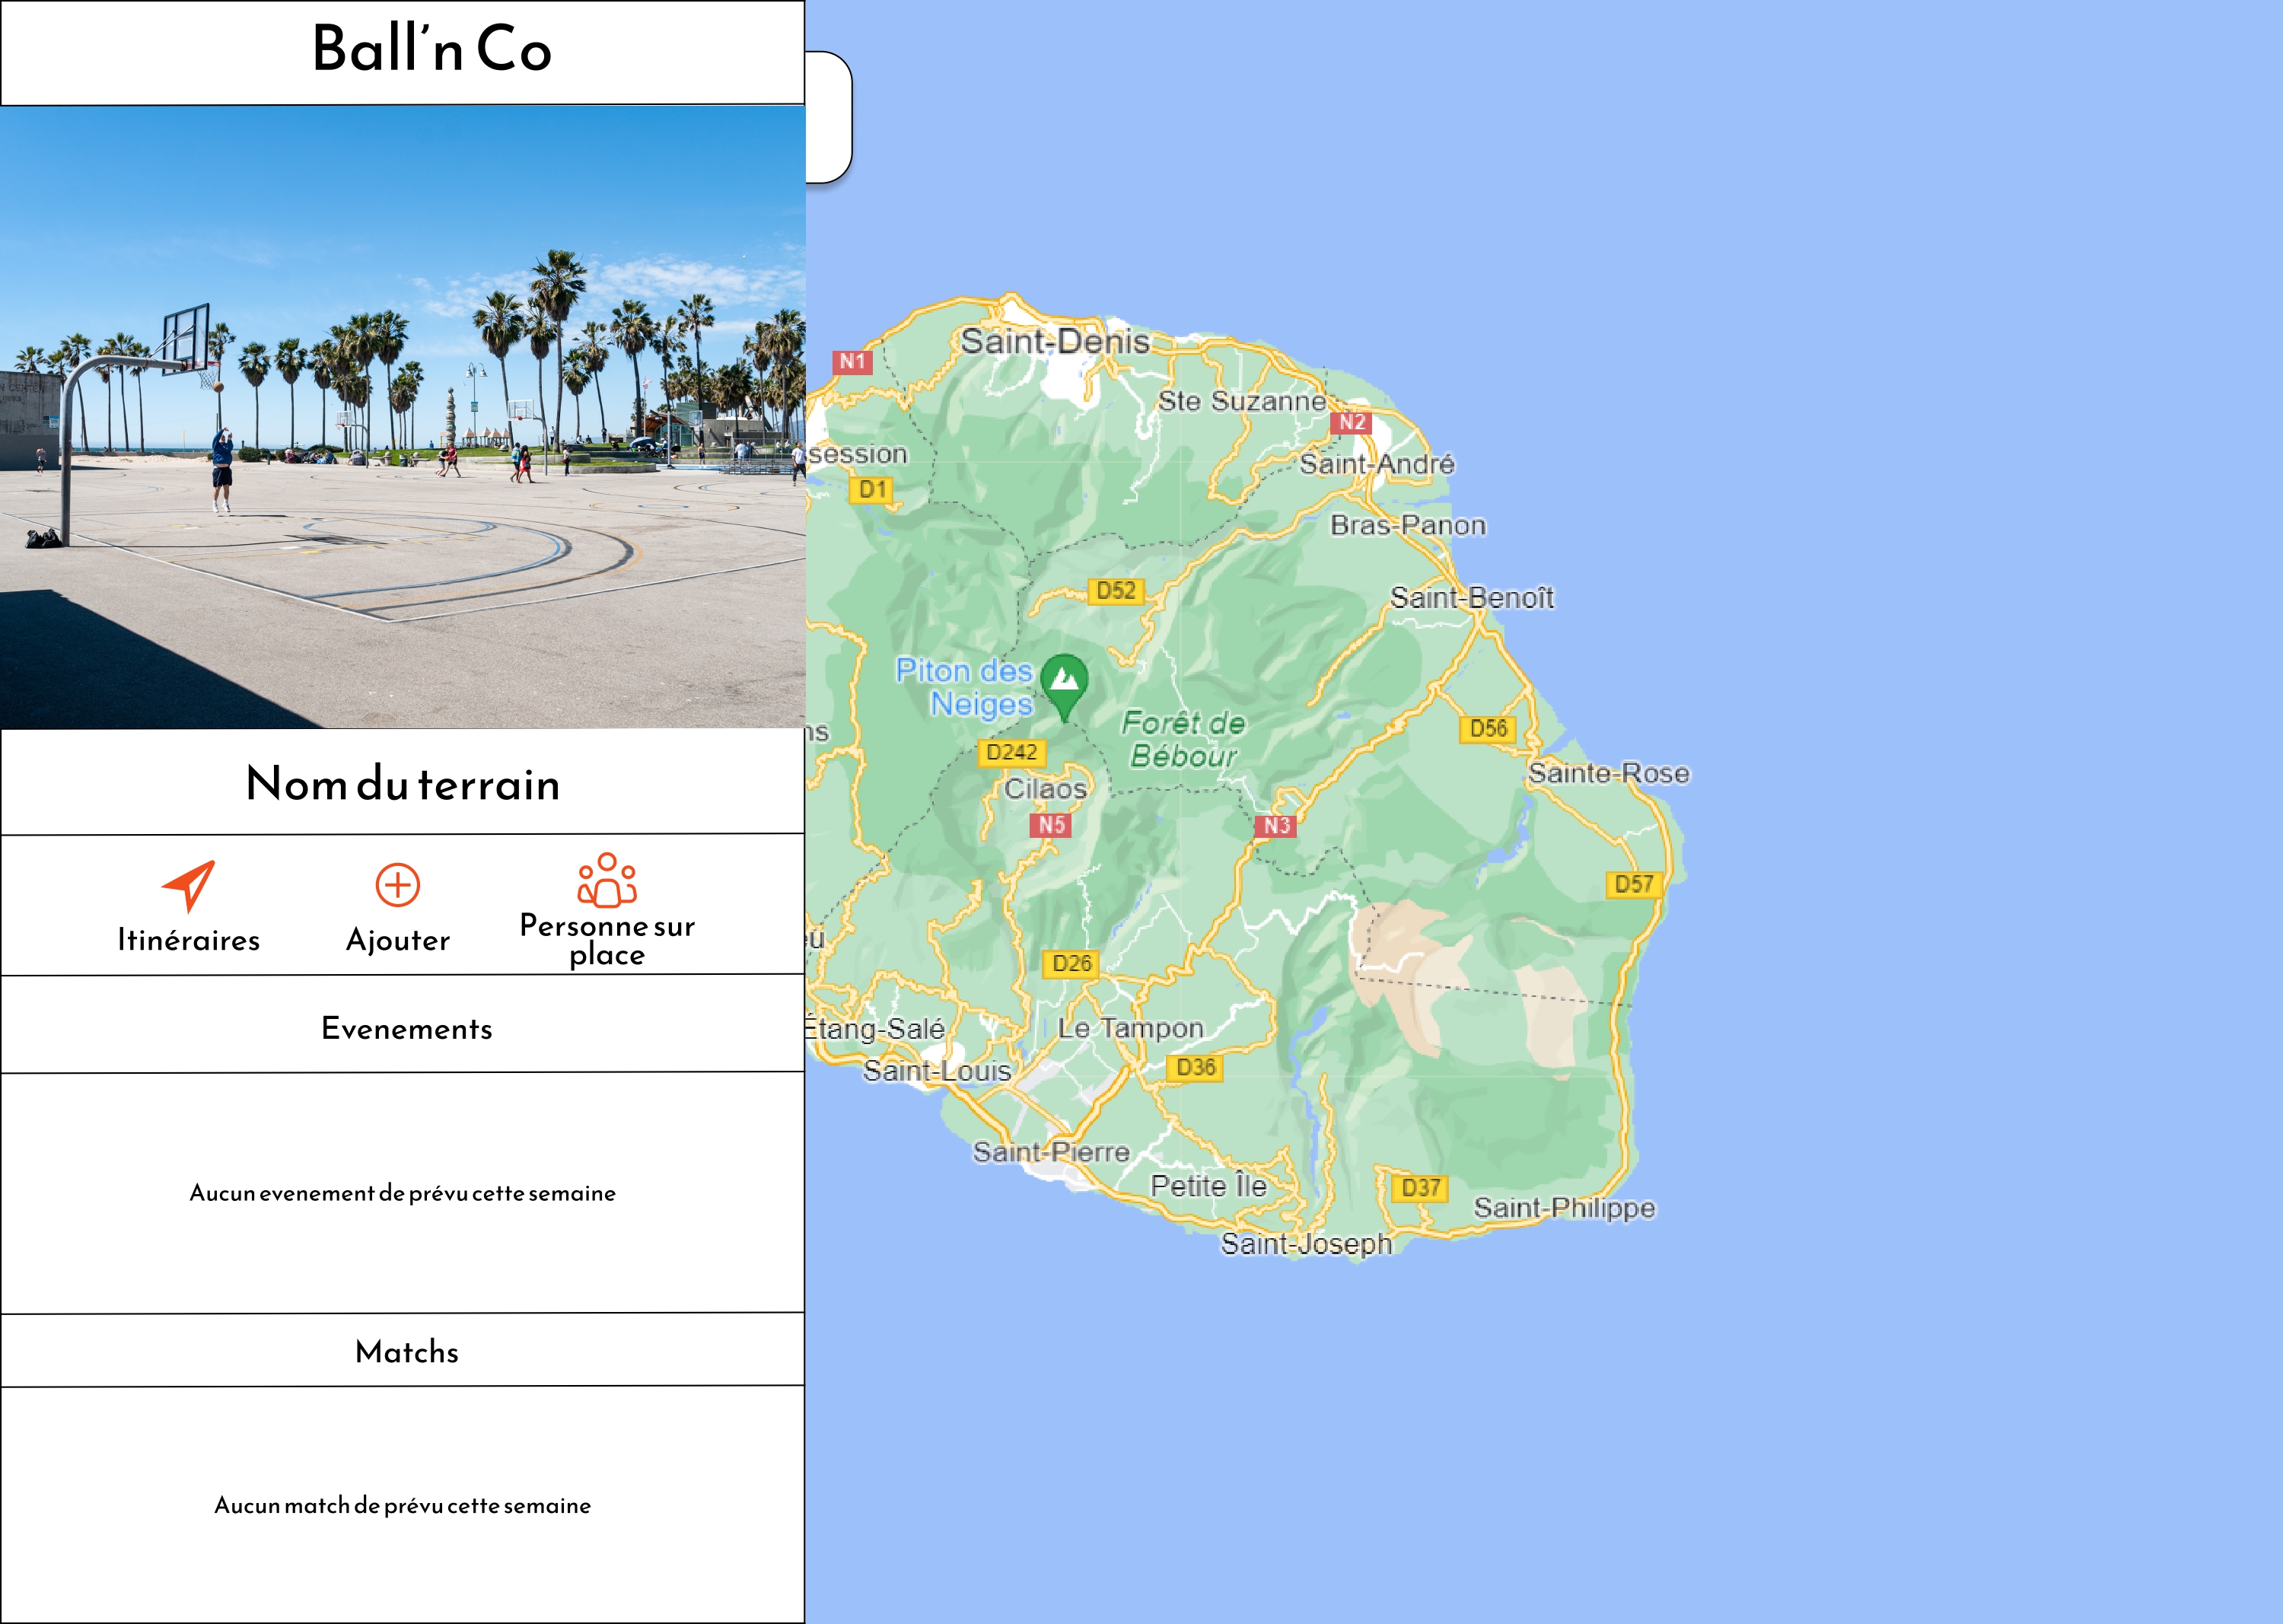 Ball’n Co
Nom du terrain
Itinéraires
Ajouter
Personne sur
place
Evenements
Aucun evenement de prévu cette semaine
Matchs
Aucun match de prévu cette semaine
Saint-Denis
N1
Ste Suzanne
N2
session
Saint-André
D1
Bras-Panon
D52
Saint-Benoît
Piton des
Neiges
Forêt de
Bébour
ns
D56
D242
Sainte-Rose
Cilaos
N5
N3
D57
eu
D26
Étang-Salé
Le Tampon
Saint-Louis
D36
Saint-Pierre
Petite Île
D37
Saint-Philippe
Saint-Joseph